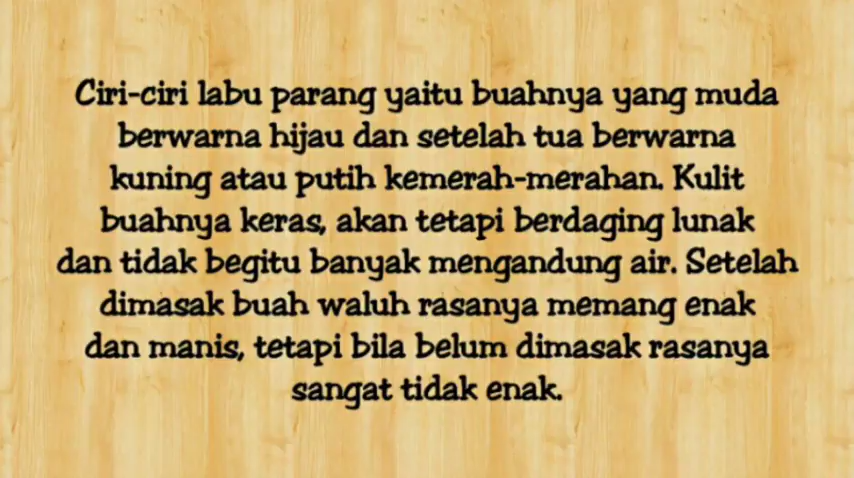 Ciri-ciri labu parang yaitu buahnya yang muda
berwarna hijau dan setelah tua berwarna
kuning atau putih kemerah-merahan. Kulit
buahnya keras, akan tetapi berdaging lunak
dan tidak begitu banyak mengandung air. Setelah
dimasak buah waluh rasanya memang enak
dan manis, tetapi bila belum dimasak rasanya
sangat tidak enak.